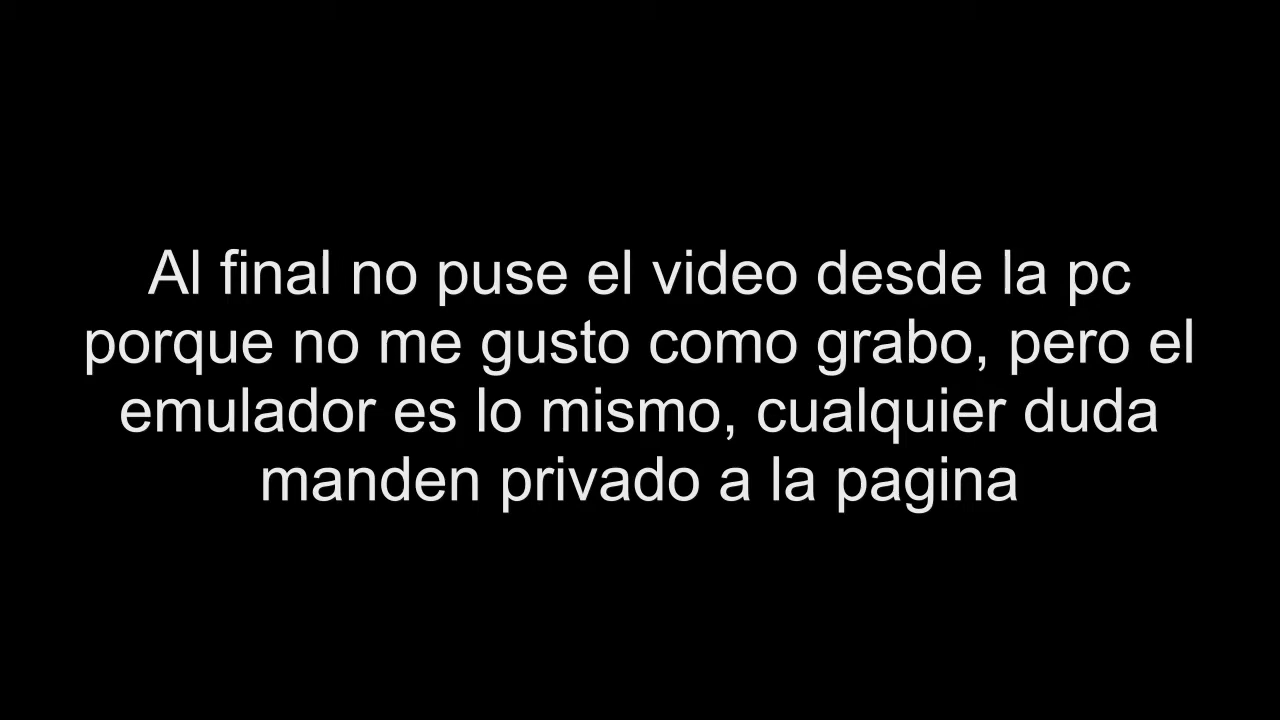 Al final no puse el video desde la pc
porque no me gusto como grabo, pero el
emulador es lo mismo, cualquier duda
manden privado a la pagina